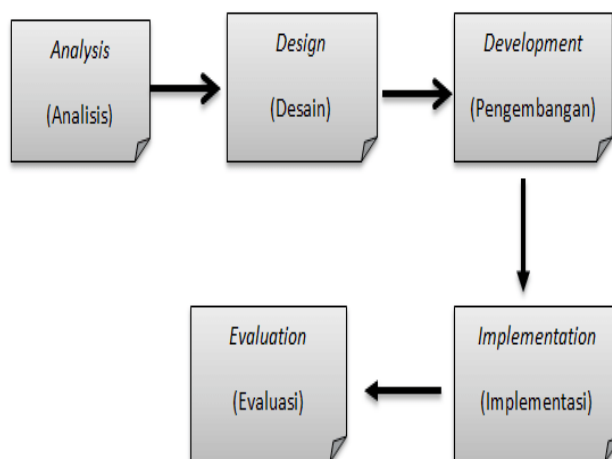 Analysis
(Analisis)
Design
(Desain)
Development
(Pengembangan)
Implementation
(Implementasi)
Evaluation
(Evaluasi)